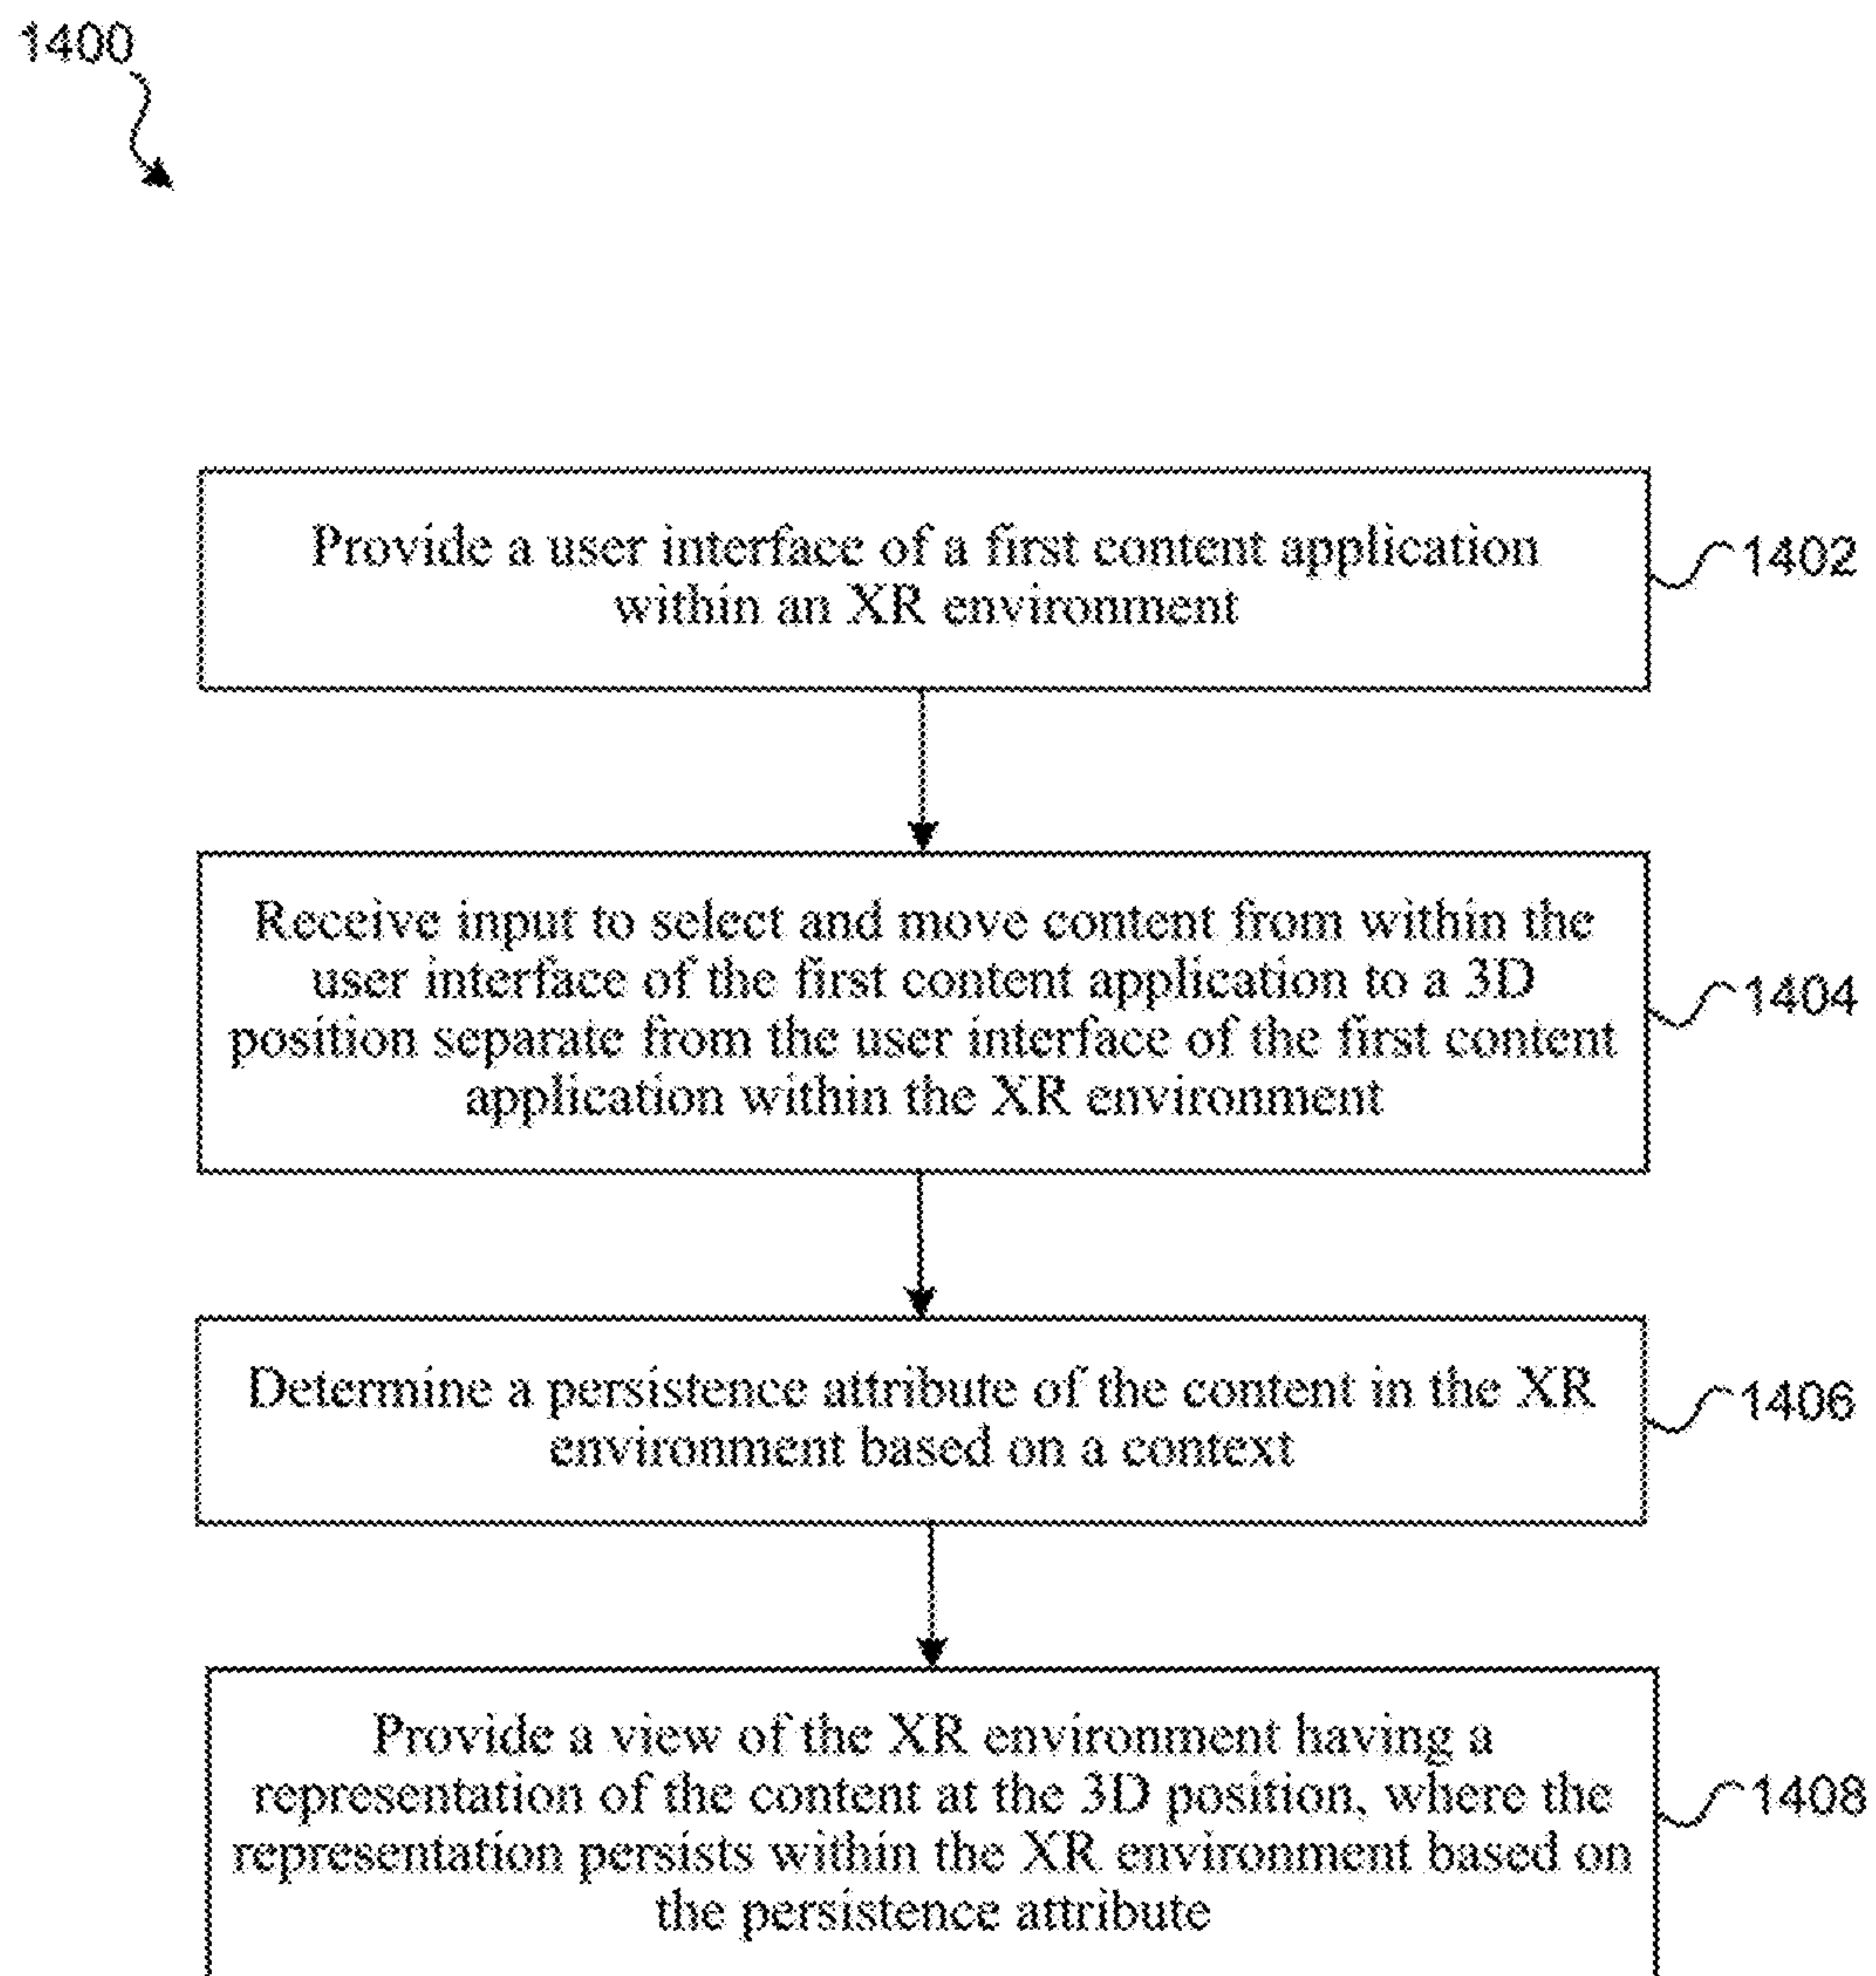 1400
Provide a user interface of a first content application
within an XR environment
1402
Receive input to select and move content from within the
user interface of the first content application to a 3D
position separate from the user interface of the first content
application within the XR environment
1404
Determine a persistence attribute of the content in the XR
environment based on a context
1406
Provide a view of the XR environment having a
representation of the content at the 3D position, where the
representation persists within the XR environment based on
the persistence attribute
1408